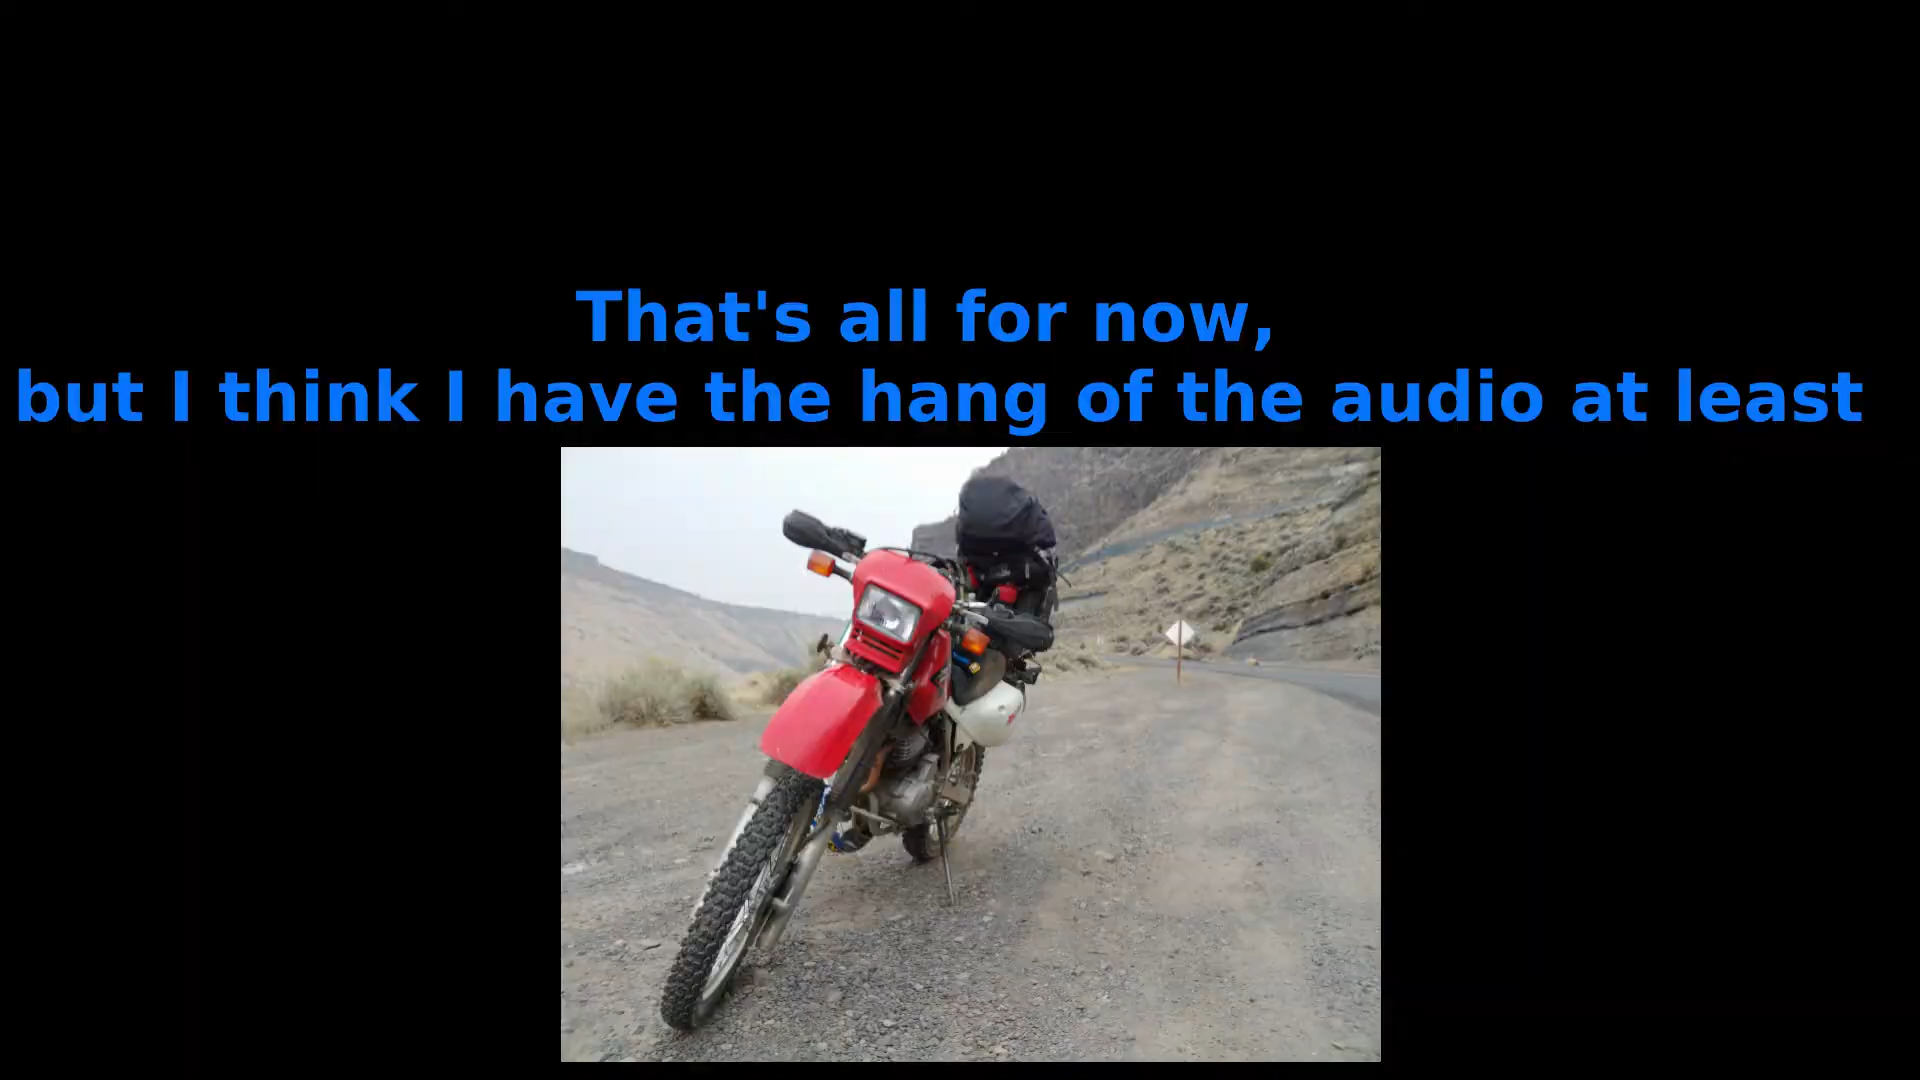 That's all for now,
but I think I have the hang of the audio at least